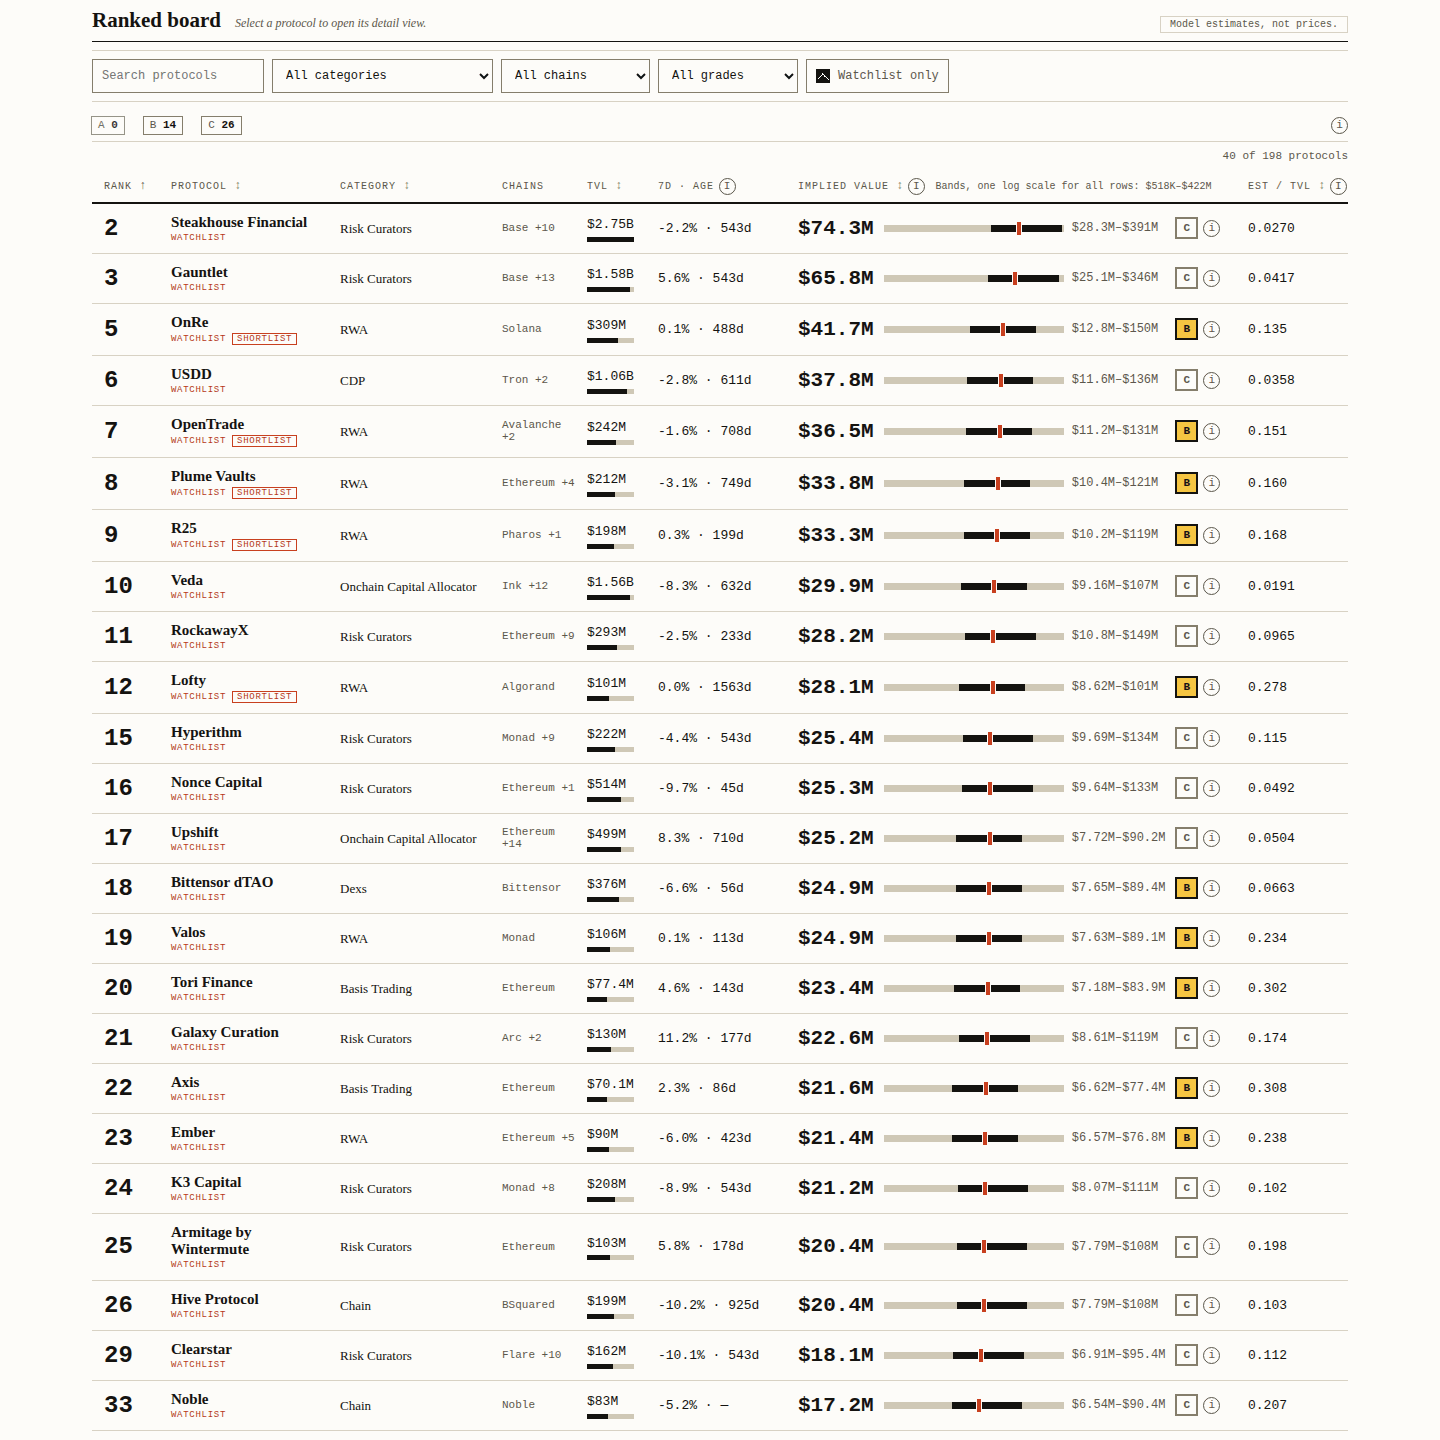 Ranked board Select a protocol to open its detail view. Model estimates, not prices.
Search protocols All categories All chains All grades Watchlist only
A 0 B 14 C 26 i
40 of 198 protocols
RANK ↑ PROTOCOL ↕ CATEGORY ↕ CHAINS TVL ↕ 7D · AGE I IMPLIED VALUE ↕ I Bands, one log scale for all rows: $518K–$422M EST / TVL ↕ I
2 Steakhouse Financial WATCHLIST Risk Curators Base +10 $2.75B -2.2% · 543d $74.3M $28.3M–$391M C i 0.0270
3 Gauntlet WATCHLIST Risk Curators Base +13 $1.58B 5.6% · 543d $65.8M $25.1M–$346M C i 0.0417
5 OnRe WATCHLIST SHORTLIST RWA Solana $309M 0.1% · 488d $41.7M $12.8M–$150M B i 0.135
6 USDD WATCHLIST CDP Tron +2 $1.06B -2.8% · 611d $37.8M $11.6M–$136M C i 0.0358
7 OpenTrade WATCHLIST SHORTLIST RWA Avalanche +2 $242M -1.6% · 708d $36.5M $11.2M–$131M B i 0.151
8 Plume Vaults WATCHLIST SHORTLIST RWA Ethereum +4 $212M -3.1% · 749d $33.8M $10.4M–$121M B i 0.160
9 R25 WATCHLIST SHORTLIST RWA Pharos +1 $198M 0.3% · 199d $33.3M $10.2M–$119M B i 0.168
10 Veda WATCHLIST Onchain Capital Allocator Ink +12 $1.56B -8.3% · 632d $29.9M $9.16M–$107M C i 0.0191
11 RockawayX WATCHLIST Risk Curators Ethereum +9 $293M -2.5% · 233d $28.2M $10.8M–$149M C i 0.0965
12 Lofty WATCHLIST SHORTLIST RWA Algorand $101M 0.0% · 1563d $28.1M $8.62M–$101M B i 0.278
15 Hyperithm WATCHLIST Risk Curators Monad +9 $222M -4.4% · 543d $25.4M $9.69M–$134M C i 0.115
16 Nonce Capital WATCHLIST Risk Curators Ethereum +1 $514M -9.7% · 45d $25.3M $9.64M–$133M C i 0.0492
17 Upshift WATCHLIST Onchain Capital Allocator Ethereum +14 $499M 8.3% · 710d $25.2M $7.72M–$90.2M C i 0.0504
18 Bittensor dTAO WATCHLIST Dexs Bittensor $376M -6.6% · 56d $24.9M $7.65M–$89.4M B i 0.0663
19 Valos WATCHLIST RWA Monad $106M 0.1% · 113d $24.9M $7.63M–$89.1M B i 0.234
20 Tori Finance WATCHLIST Basis Trading Ethereum $77.4M 4.6% · 143d $23.4M $7.18M–$83.9M B i 0.302
21 Galaxy Curation WATCHLIST Risk Curators Arc +2 $130M 11.2% · 177d $22.6M $8.61M–$119M C i 0.174
22 Axis WATCHLIST Basis Trading Ethereum $70.1M 2.3% · 86d $21.6M $6.62M–$77.4M B i 0.308
23 Ember WATCHLIST RWA Ethereum +5 $90M -6.0% · 423d $21.4M $6.57M–$76.8M B i 0.238
24 K3 Capital WATCHLIST Risk Curators Monad +8 $208M -8.9% · 543d $21.2M $8.07M–$111M C i 0.102
25 Armitage by Wintermute WATCHLIST Risk Curators Ethereum $103M 5.8% · 178d $20.4M $7.79M–$108M C i 0.198
26 Hive Protocol WATCHLIST Chain BSquared $199M -10.2% · 925d $20.4M $7.79M–$108M C i 0.103
29 Clearstar WATCHLIST Risk Curators Flare +10 $162M -10.1% · 543d $18.1M $6.91M–$95.4M C i 0.112
33 Noble WATCHLIST Chain Noble $83M -5.2% · — $17.2M $6.54M–$90.4M C i 0.207